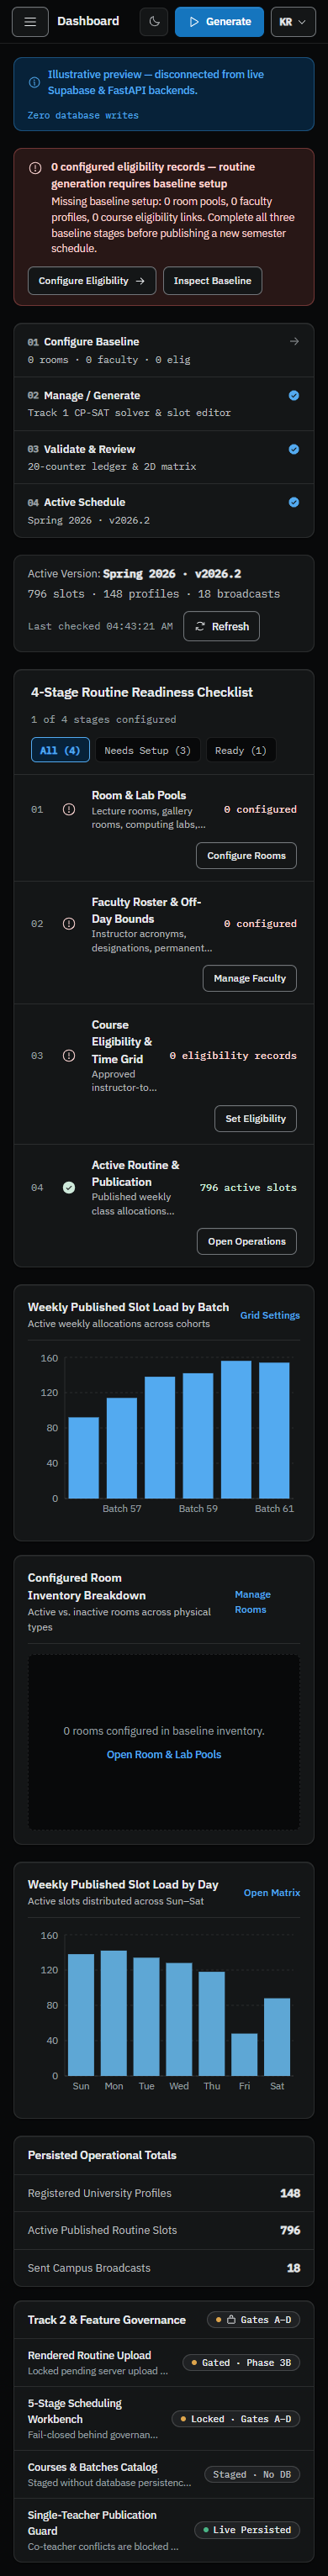 Dashboard
Generate
KR
Illustrative preview — disconnected from live
Supabase & FastAPI backends.
Zero database writes
0 configured eligibility records — routine
generation requires baseline setup
Missing baseline setup: 0 room pools, 0 faculty
profiles, 0 course eligibility links. Complete all three
baseline stages before publishing a new semester
schedule.
Configure Eligibility →
Inspect Baseline
01 Configure Baseline
0 rooms · 0 faculty · 0 elig
02 Manage / Generate
Track 1 CP-SAT solver & slot editor
03 Validate & Review
20-counter ledger & 2D matrix
04 Active Schedule
Spring 2026 · v2026.2
Active Version: Spring 2026 · v2026.2
796 slots · 148 profiles · 18 broadcasts
Last checked 04:43:21 AM
Refresh
4-Stage Routine Readiness Checklist
1 of 4 stages configured
All (4)
Needs Setup (3)
Ready (1)
01
Room & Lab Pools
Lecture rooms, gallery
rooms, computing labs,...
0 configured
Configure Rooms
02
Faculty Roster & Off-
Day Bounds
Instructor acronyms,
designations, permanent...
0 configured
Manage Faculty
03
Course
Eligibility &
Time Grid
Approved
instructor-to...
0 eligibility records
Set Eligibility
04
Active Routine &
Publication
Published weekly
class allocations...
796 active slots
Open Operations
Weekly Published Slot Load by Batch
Active weekly allocations across cohorts
Grid Settings
160
120
80
40
0
Batch 57
Batch 59
Batch 61
Configured Room
Inventory Breakdown
Active vs. inactive rooms across physical
types
Manage
Rooms
0 rooms configured in baseline inventory.
Open Room & Lab Pools
Weekly Published Slot Load by Day
Active slots distributed across Sun–Sat
Open Matrix
160
120
80
40
0
Sun
Mon
Tue
Wed
Thu
Fri
Sat
Persisted Operational Totals
Registered University Profiles
148
Active Published Routine Slots
796
Sent Campus Broadcasts
18
Track 2 & Feature Governance
Gates A-D
Rendered Routine Upload
Locked pending server upload ...
Gated · Phase 3B
5-Stage Scheduling
Workbench
Fail-closed behind governan...
Locked · Gates A-D
Courses & Batches Catalog
Staged without database persistenc...
Staged · No DB
Single-Teacher Publication
Guard
Co-teacher conflicts are blocked ...
Live Persisted